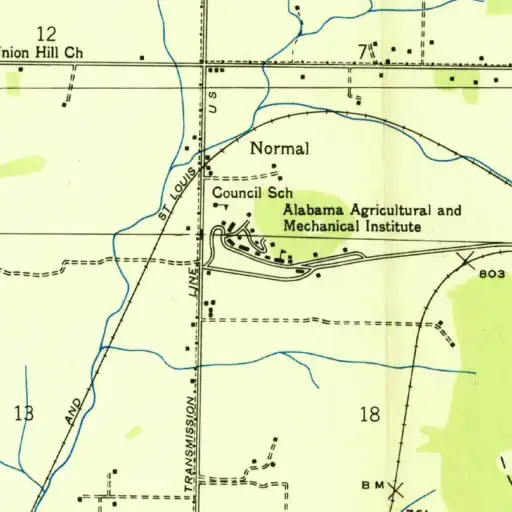 12
Union Hill Ch
7
U S
Normal
ST LOUIS
Council Sch
Alabama Agricultural and
Mechanical Institute
803
LINE
13
AND
18
TRANSMISSION
B M